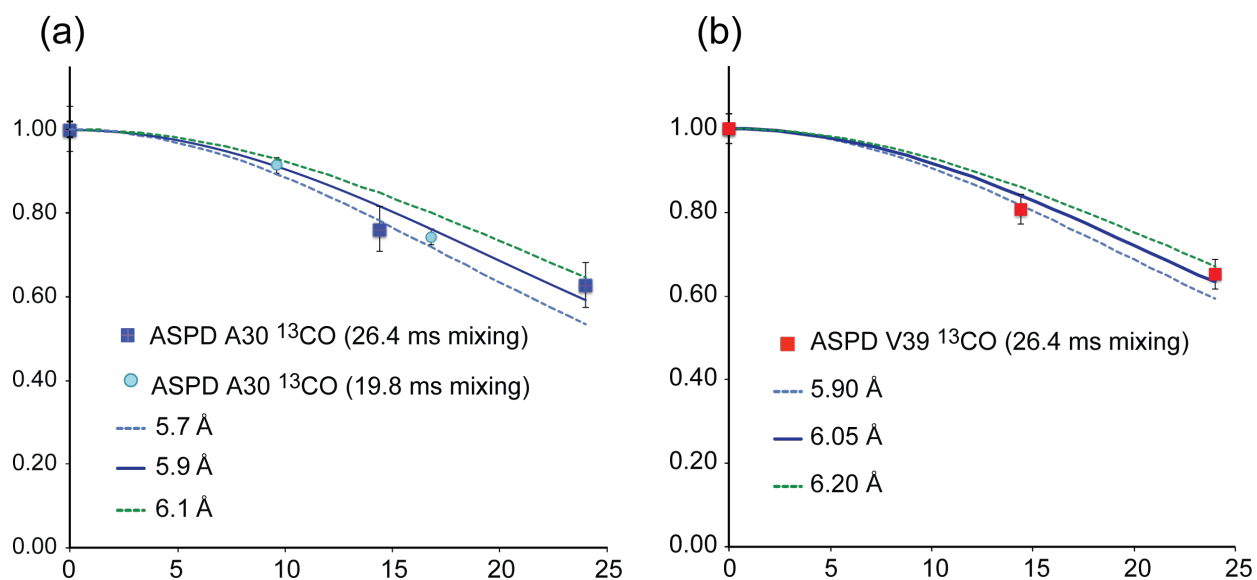 (a)
1.00
0.80
0.60
0.40
0.20
0.00
0 5 10 15 20 25
ASPD A30 ¹³CO (26.4 ms mixing)
ASPD A30 ¹³CO (19.8 ms mixing)
5.7 Å
5.9 Å
6.1 Å
(b)
1.00
0.80
0.60
0.40
0.20
0.00
0 5 10 15 20 25
ASPD V39 ¹³CO (26.4 ms mixing)
5.90 Å
6.05 Å
6.20 Å